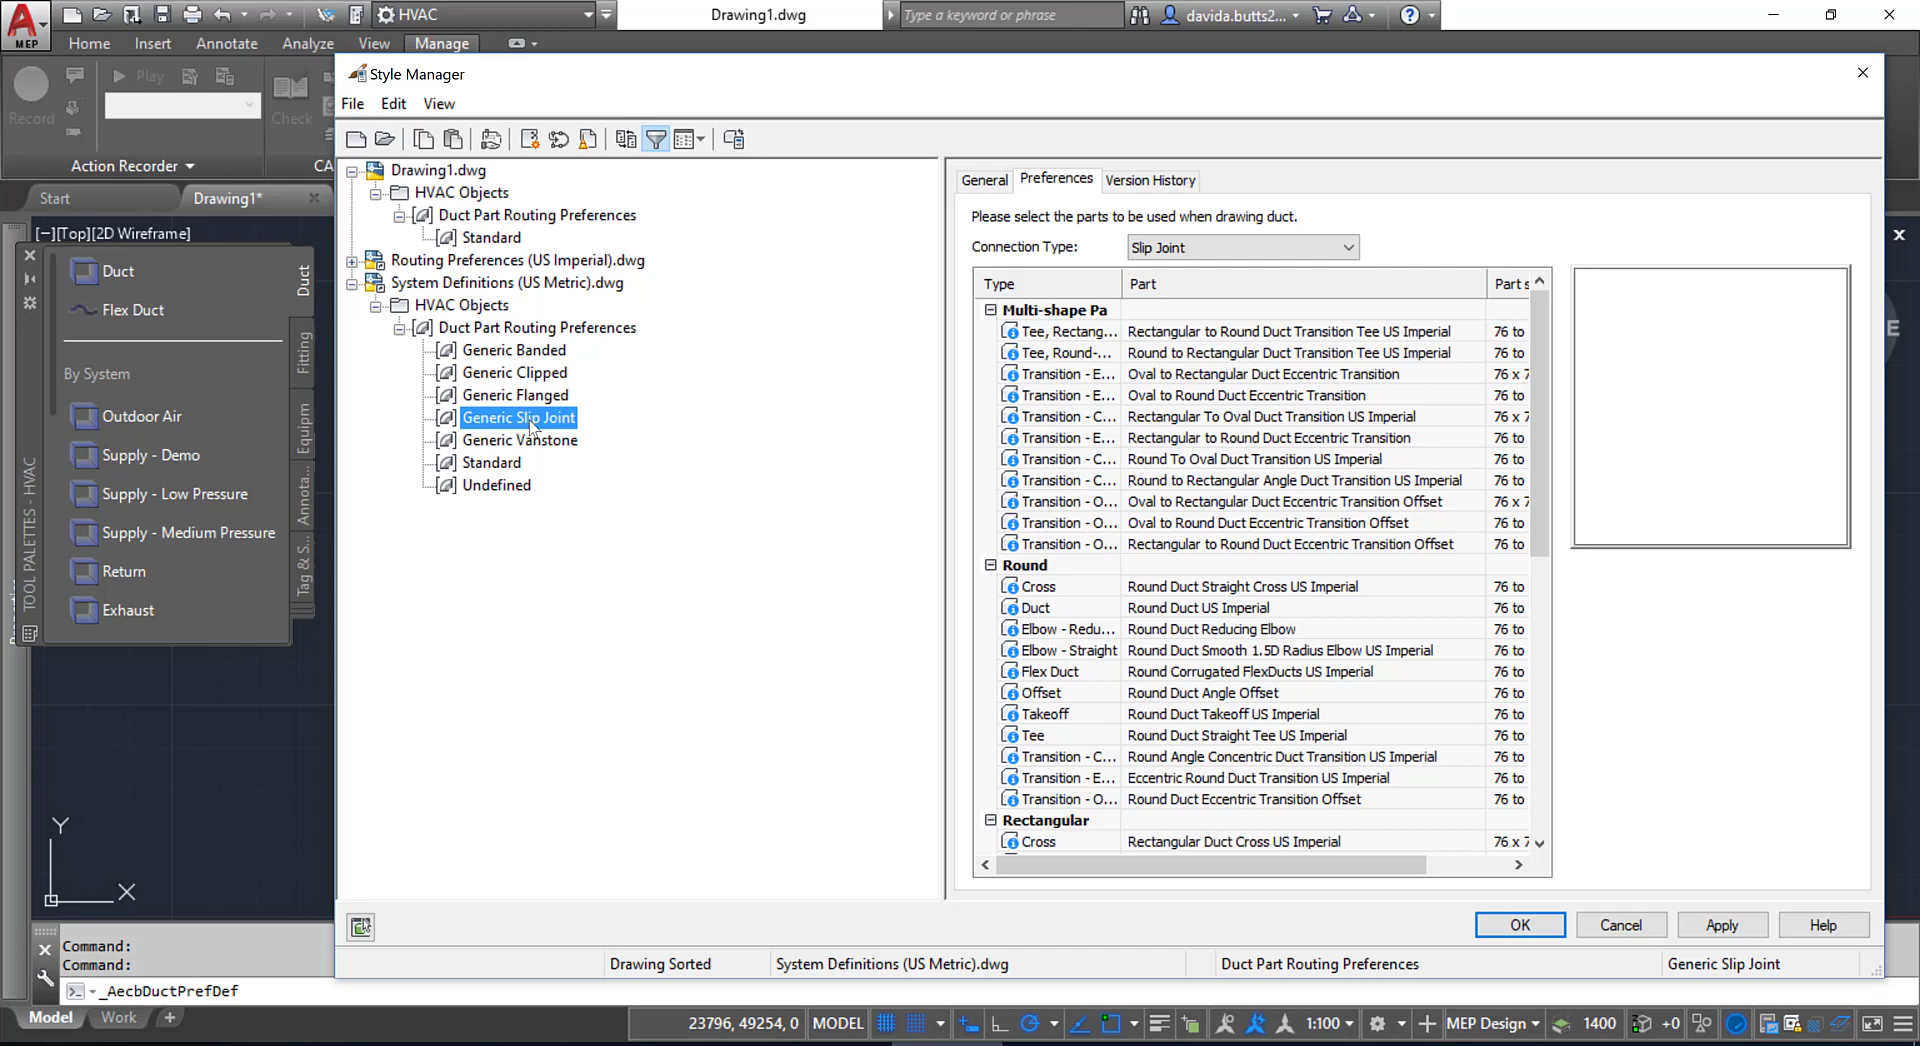 HVAC
Drawing1.dwg
Type a keyword or phrase
davida.butts2...
MEP
Home Insert Annotate Analyze View Manage
Record
Play
Action Recorder
Check
CA
Start
Drawing1*
[−][Top][2D Wireframe]
Duct
Flex Duct
By System
Outdoor Air
Supply - Demo
Supply - Low Pressure
Supply - Medium Pressure
Return
Exhaust
Duct
Fitting
Equipm
Annota...
Tag & S...
TOOL PALETTES - HVAC
Y
X
E
Style Manager
File Edit View
Drawing1.dwg
HVAC Objects
Duct Part Routing Preferences
Standard
Routing Preferences (US Imperial).dwg
System Definitions (US Metric).dwg
HVAC Objects
Duct Part Routing Preferences
Generic Banded
Generic Clipped
Generic Flanged
Generic Slip Joint
Generic Vanstone
Standard
Undefined
General Preferences Version History
Please select the parts to be used when drawing duct.
Connection Type: Slip Joint
Type Part Part s
Multi-shape Pa
Tee, Rectang... Rectangular to Round Duct Transition Tee US Imperial 76 to
Tee, Round-... Round to Rectangular Duct Transition Tee US Imperial 76 to
Transition - E... Oval to Rectangular Duct Eccentric Transition 76 x 7
Transition - E... Oval to Round Duct Eccentric Transition 76 to
Transition - C... Rectangular To Oval Duct Transition US Imperial 76 x 7
Transition - E... Rectangular to Round Duct Eccentric Transition 76 to
Transition - C... Round To Oval Duct Transition US Imperial 76 to
Transition - C... Round to Rectangular Angle Duct Transition US Imperial 76 to
Transition - O... Oval to Rectangular Duct Eccentric Transition Offset 76 x 7
Transition - O... Oval to Round Duct Eccentric Transition Offset 76 to
Transition - O... Rectangular to Round Duct Eccentric Transition Offset 76 to
Round
Cross Round Duct Straight Cross US Imperial 76 to
Duct Round Duct US Imperial 76 to
Elbow - Redu... Round Duct Reducing Elbow 76 to
Elbow - Straight Round Duct Smooth 1.5D Radius Elbow US Imperial 76 to
Flex Duct Round Corrugated FlexDucts US Imperial 76 to
Offset Round Duct Angle Offset 76 to
Takeoff Round Duct Takeoff US Imperial 76 to
Tee Round Duct Straight Tee US Imperial 76 to
Transition - C... Round Angle Concentric Duct Transition US Imperial 76 to
Transition - E... Eccentric Round Duct Transition US Imperial 76 to
Transition - O... Round Duct Eccentric Transition Offset 76 to
Rectangular
Cross Rectangular Duct Cross US Imperial 76 x 7
OK Cancel Apply Help
Drawing Sorted System Definitions (US Metric).dwg Duct Part Routing Preferences Generic Slip Joint
Command:
Command:
_AecbDuctPrefDef
Model Work +
23796, 49254, 0 MODEL 1:100 MEP Design 1400 +0